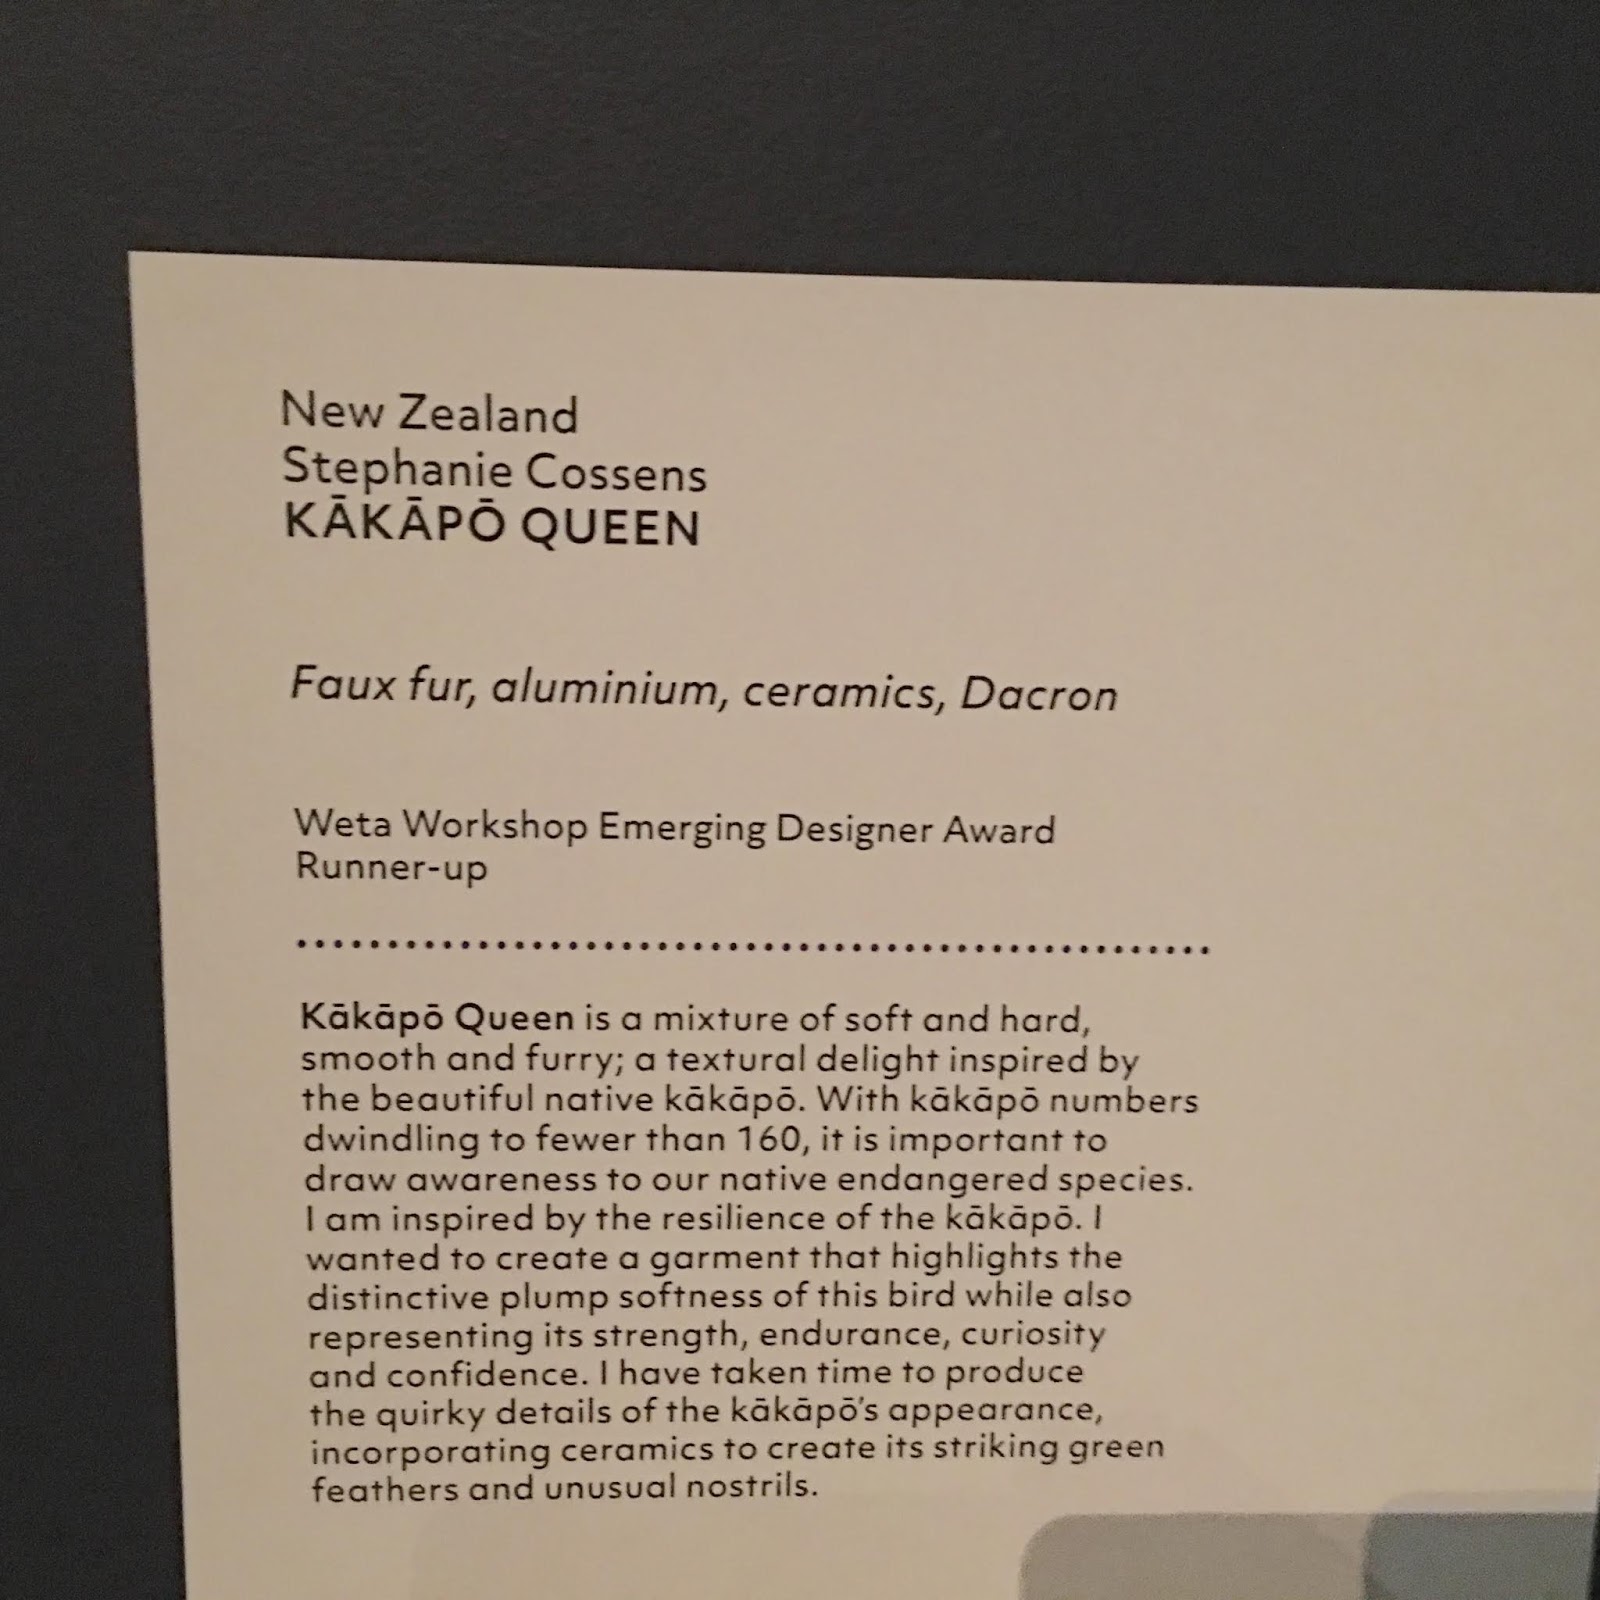 New Zealand
Stephanie Cossens
KĀKĀPŌ QUEEN
Faux fur, aluminium, ceramics, Dacron
Weta Workshop Emerging Designer Award
Runner-up
Kākāpō Queen is a mixture of soft and hard,
smooth and furry; a textural delight inspired by
the beautiful native kākāpō. With kākāpō numbers
dwindling to fewer than 160, it is important to
draw awareness to our native endangered species.
I am inspired by the resilience of the kākāpō. I
wanted to create a garment that highlights the
distinctive plump softness of this bird while also
representing its strength, endurance, curiosity
and confidence. I have taken time to produce
the quirky details of the kākāpō's appearance,
incorporating ceramics to create its striking green
feathers and unusual nostrils.